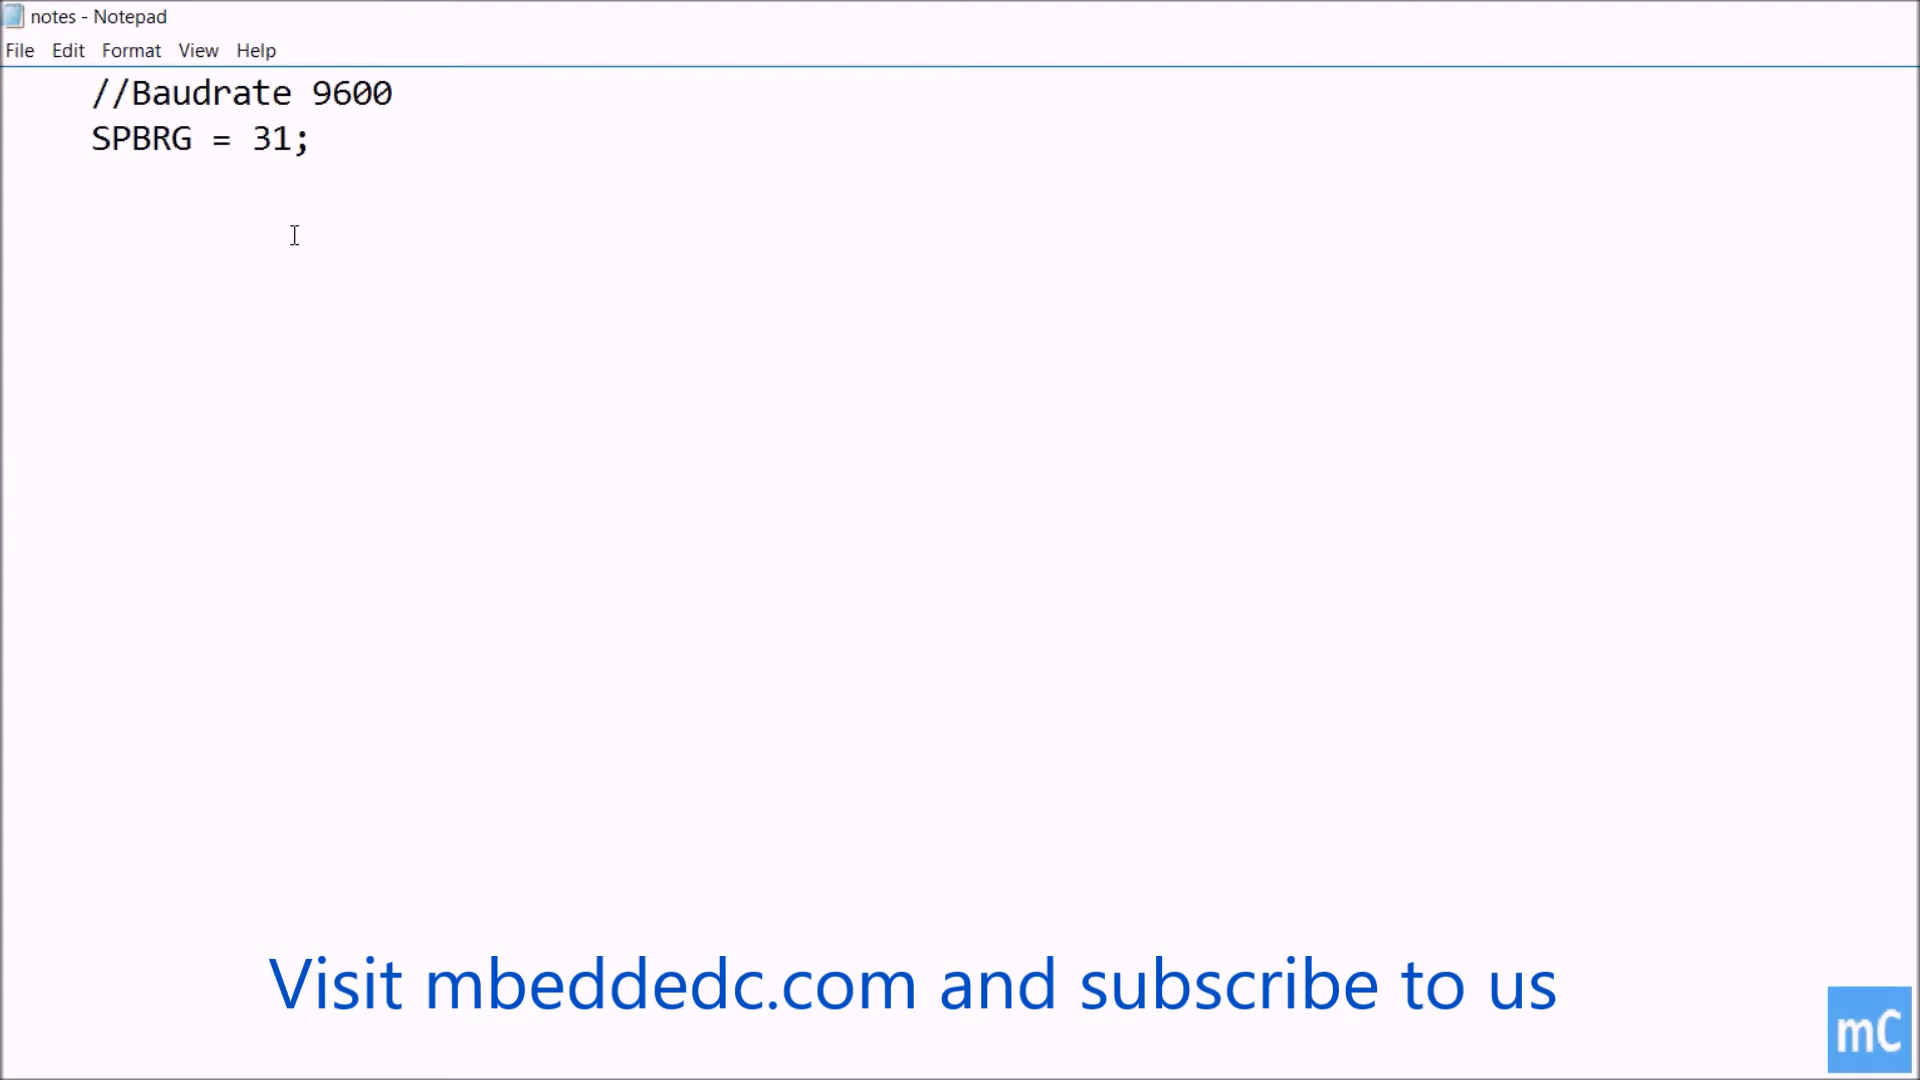 notes - Notepad
File Edit Format View Help
//Baudrate 9600
SPBRG = 31;
Visit mbeddedc.com and subscribe to us
mC